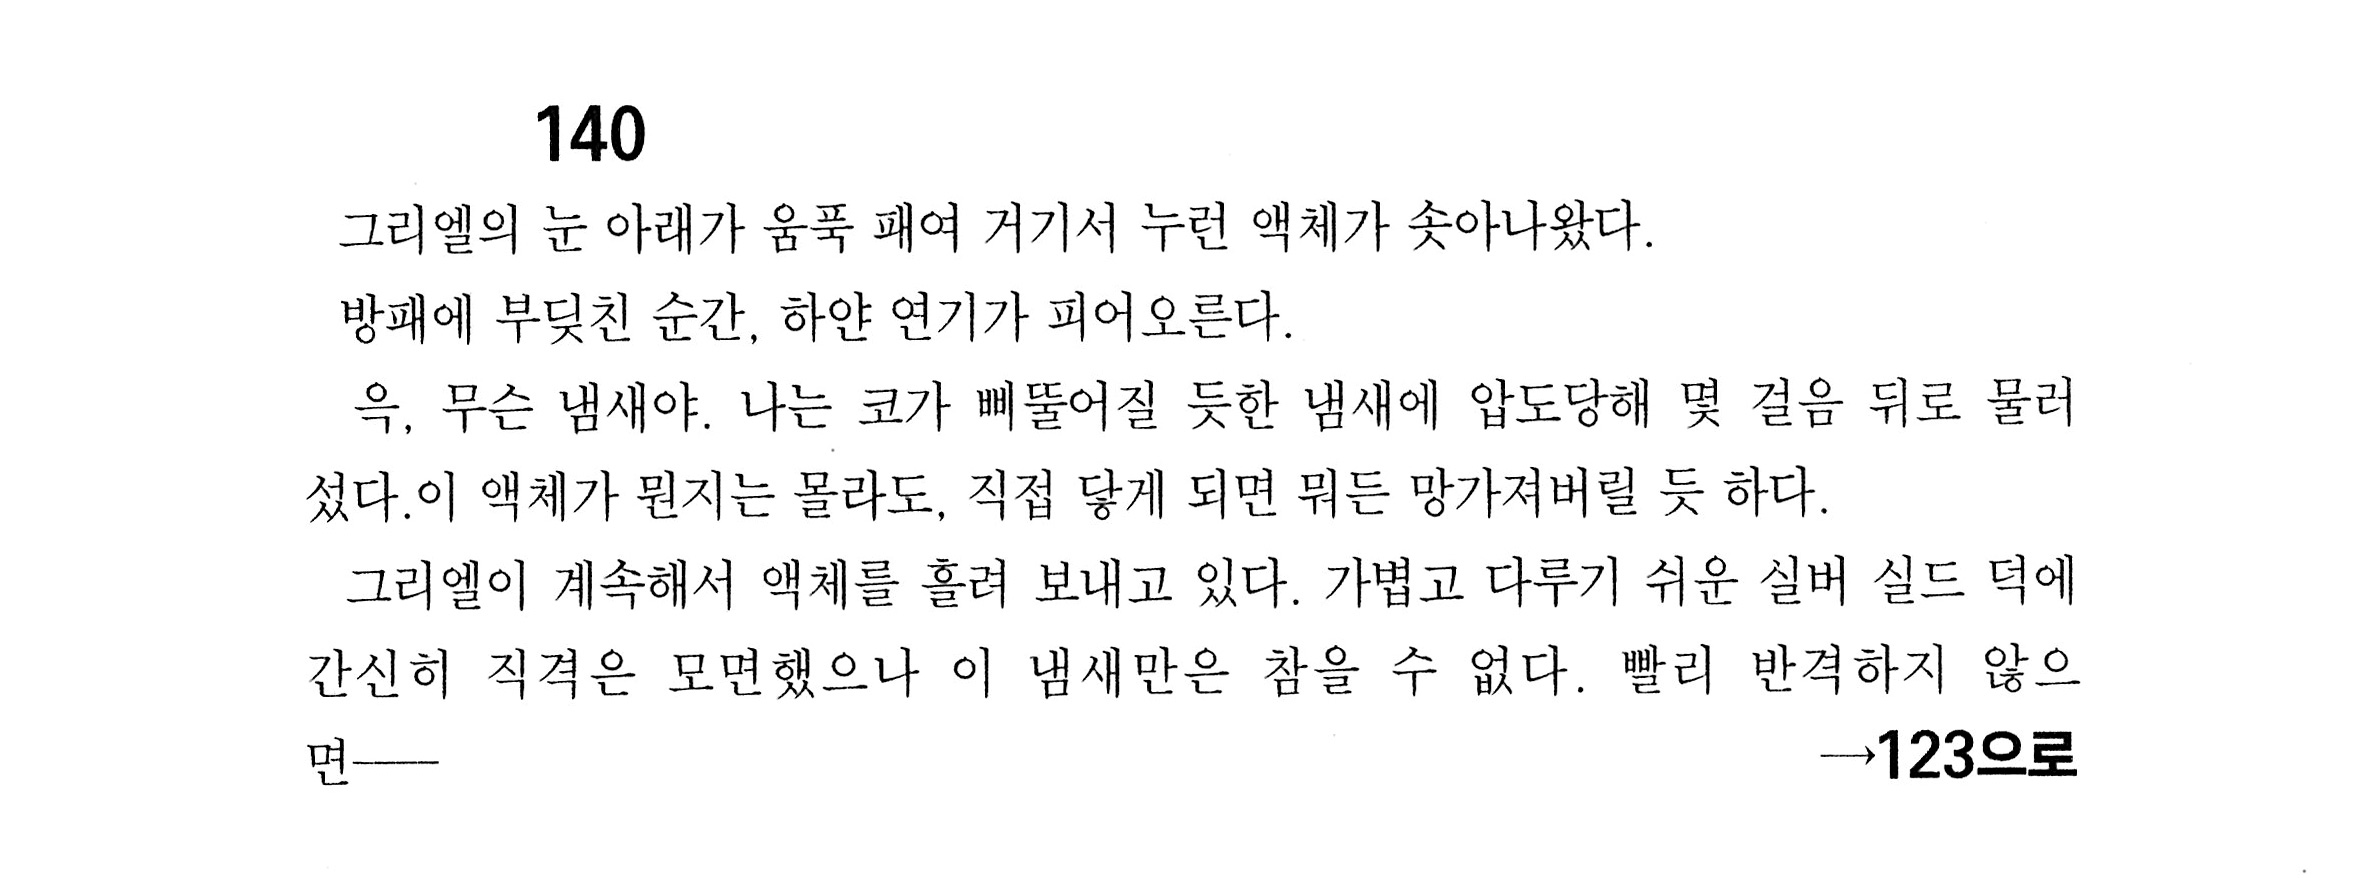 140
그리엘의 눈 아래가 움푹 패여 거기서 누런 액체가 솟아나왔다.
방패에 부딪친 순간, 하얀 연기가 피어오른다.
윽, 무슨 냄새야. 나는 코가 삐뚤어질 듯한 냄새에 압도당해 몇 걸음 뒤로 물러
섰다.이 액체가 뭔지는 몰라도, 직접 닿게 되면 뭐든 망가져버릴 듯 하다.
그리엘이 계속해서 액체를 흘려 보내고 있다. 가볍고 다루기 쉬운 실버 실드 덕에
간신히 직격은 모면했으나 이 냄새만은 참을 수 없다. 빨리 반격하지 않으
면── →123으로